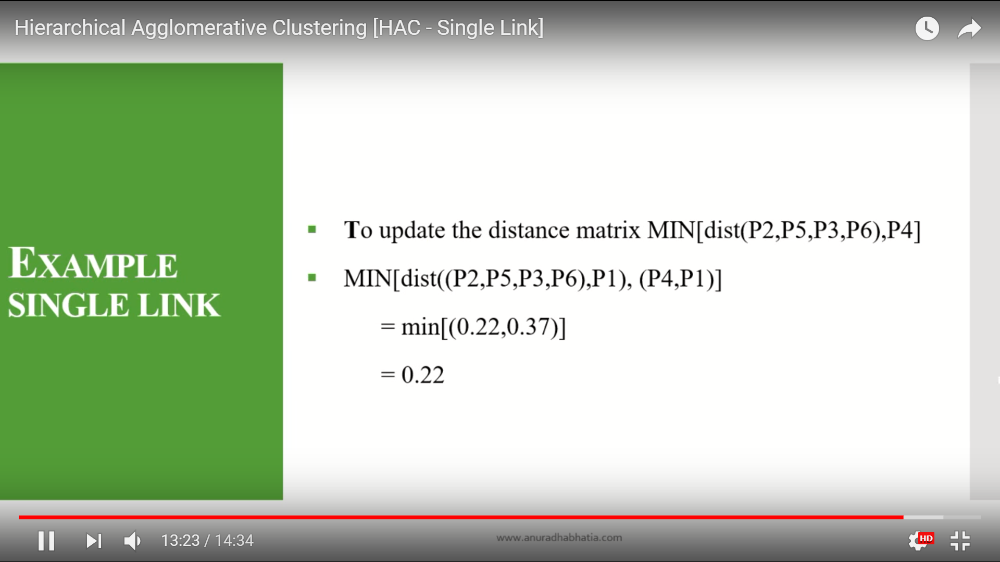 Hierarchical Agglomerative Clustering [HAC - Single Link]
EXAMPLE
SINGLE LINK
▪ To update the distance matrix MIN[dist(P2,P5,P3,P6),P4]
▪ MIN[dist((P2,P5,P3,P6),P1), (P4,P1)]
= min[(0.22,0.37)]
= 0.22
13:23 / 14:34
www.anuradhabhatia.com
HD